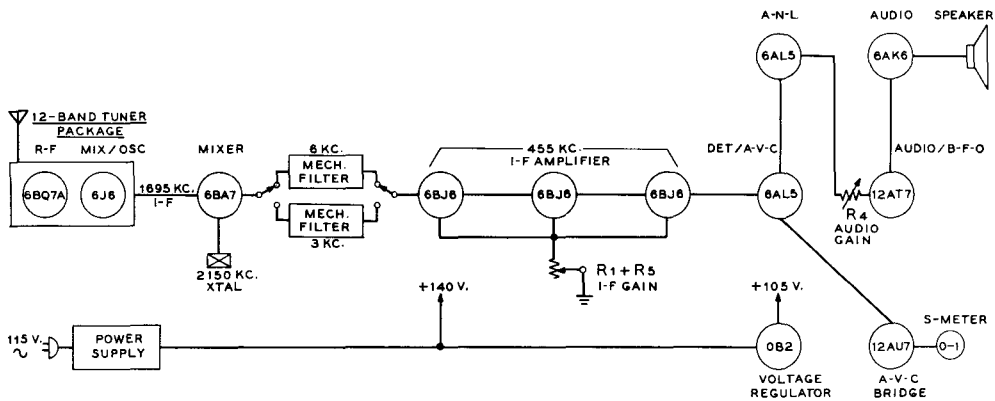 A-N-L
AUDIO
SPEAKER
6AL5
6AK6
12-BAND TUNER
PACKAGE
R-F
MIX/OSC
MIXER
6 KC.
MECH.
FILTER
455 KC.
I-F AMPLIFIER
DET/A-V-C
AUDIO/B-F-O
6BQ7A
6J6
1695 KC.
I-F
6BA7
6BJ6
6BJ6
6BJ6
6AL5
12AT7
MECH.
FILTER
3 KC.
R4
AUDIO
GAIN
2150 KC.
XTAL
R1+R5
I-F GAIN
+140 V.
+105 V.
S-METER
115 V.
~
POWER
SUPPLY
0B2
12AU7
0-1
VOLTAGE
REGULATOR
A-V-C
BRIDGE